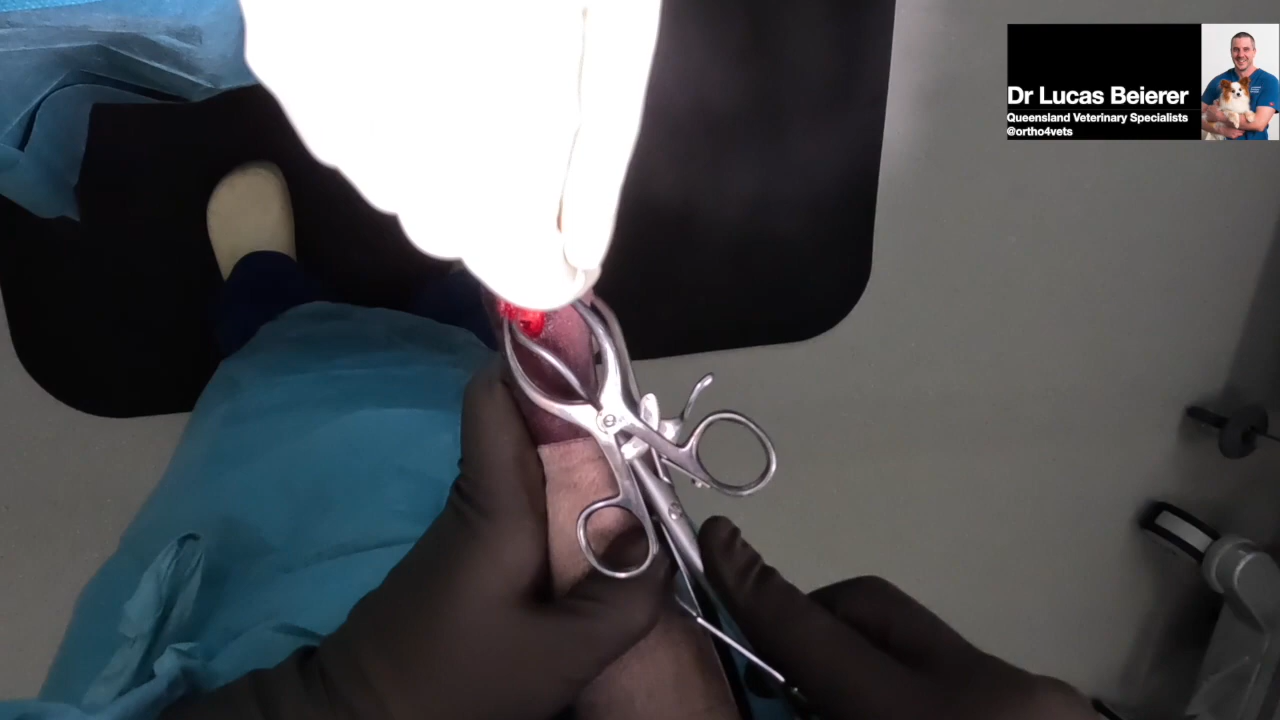 Dr Lucas Beierer
Queensland Veterinary Specialists
@ortho4vets